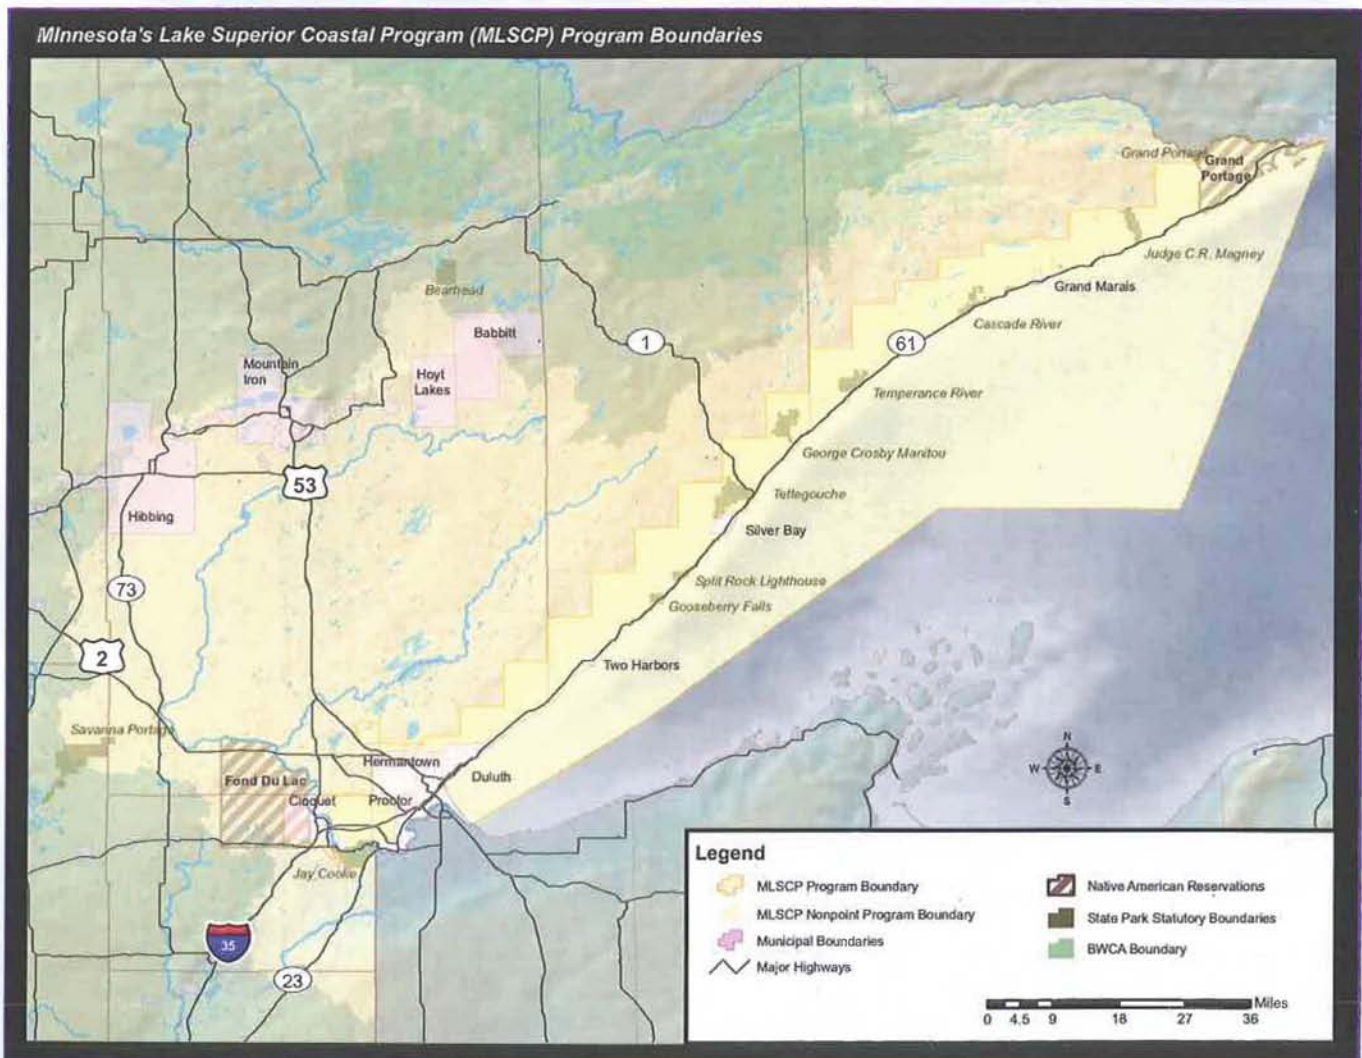 MInnesota's Lake Superior Coastal Program (MLSCP) Program Boundaries
Grand Portage
Grand
Portage
Judge C.R. Magney
Grand Marais
Bearhead
Cascade River
Babbitt
1
61
Mountain
Iron
Hoyt
Lakes
Temperance River
George Crosby Manitou
53
Tettegouche
Hibbing
Silver Bay
73
Split Rock Lighthouse
Gooseberry Falls
2
Two Harbors
Savanna Portage
N
W
E
S
Hermantown
Duluth
Fond Du Lac
Cloquet
Proctor
Jay Cooke
35
23
Legend
MLSCP Program Boundary
MLSCP Nonpoint Program Boundary
Municipal Boundaries
Major Highways
Native American Reservations
State Park Statutory Boundaries
BWCA Boundary
Miles
0 4.5 9 18 27 36